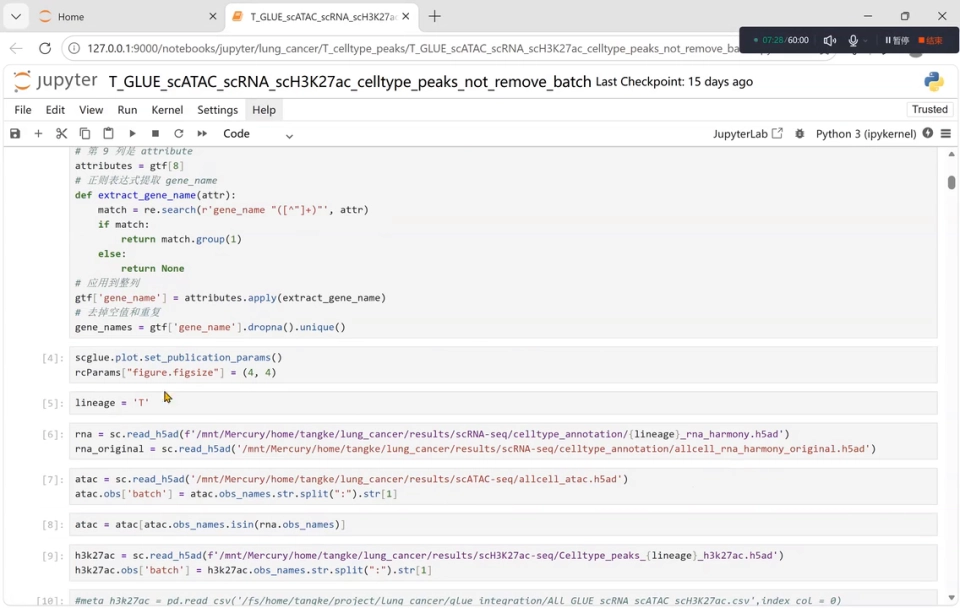 Home
T_GLUE_scATAC_scRNA_scH3K27a
127.0.0.1:9000/notebooks/jupyter/lung_cancer/T_celltype_peaks/T_GLUE_scATAC_scRNA_scH3K27ac_celltype_peaks_not_remove_ba
07:28/60:00 暂停 结束
jupyter T_GLUE_scATAC_scRNA_scH3K27ac_celltype_peaks_not_remove_batch Last Checkpoint: 15 days ago
File Edit View Run Kernel Settings Help Trusted
Code JupyterLab Python 3 (ipykernel)
# 第 9 列是 attribute
attributes = gtf[8]
# 正则表达式提取 gene_name
def extract_gene_name(attr):
    match = re.search(r'gene_name "([^"]+)"', attr)
    if match:
        return match.group(1)
    else:
        return None
# 应用到整列
gtf['gene_name'] = attributes.apply(extract_gene_name)
# 去掉空值和重复
gene_names = gtf['gene_name'].dropna().unique()
[4]: scglue.plot.set_publication_params()
rcParams["figure.figsize"] = (4, 4)
[5]: lineage = 'T'
[6]: rna = sc.read_h5ad(f'/mnt/Mercury/home/tangke/lung_cancer/results/scRNA-seq/celltype_annotation/{lineage}_rna_harmony.h5ad')
rna_original = sc.read_h5ad('/mnt/Mercury/home/tangke/lung_cancer/results/scRNA-seq/celltype_annotation/allcell_rna_harmony_original.h5ad')
[7]: atac = sc.read_h5ad('/mnt/Mercury/home/tangke/lung_cancer/results/scATAC-seq/allcell_atac.h5ad')
atac.obs['batch'] = atac.obs_names.str.split(":").str[1]
[8]: atac = atac[atac.obs_names.isin(rna.obs_names)]
[9]: h3k27ac = sc.read_h5ad(f'/mnt/Mercury/home/tangke/lung_cancer/results/scH3K27ac-seq/Celltype_peaks_{lineage}_h3k27ac.h5ad')
h3k27ac.obs['batch'] = h3k27ac.obs_names.str.split(":").str[1]
[10]: #meta_h3k27ac = pd.read_csv('/fs/home/tangke/project/lung_cancer/glue_integration/All_GLUE_scRNA_scATAC_scH3K27ac.csv',index_col = 0)